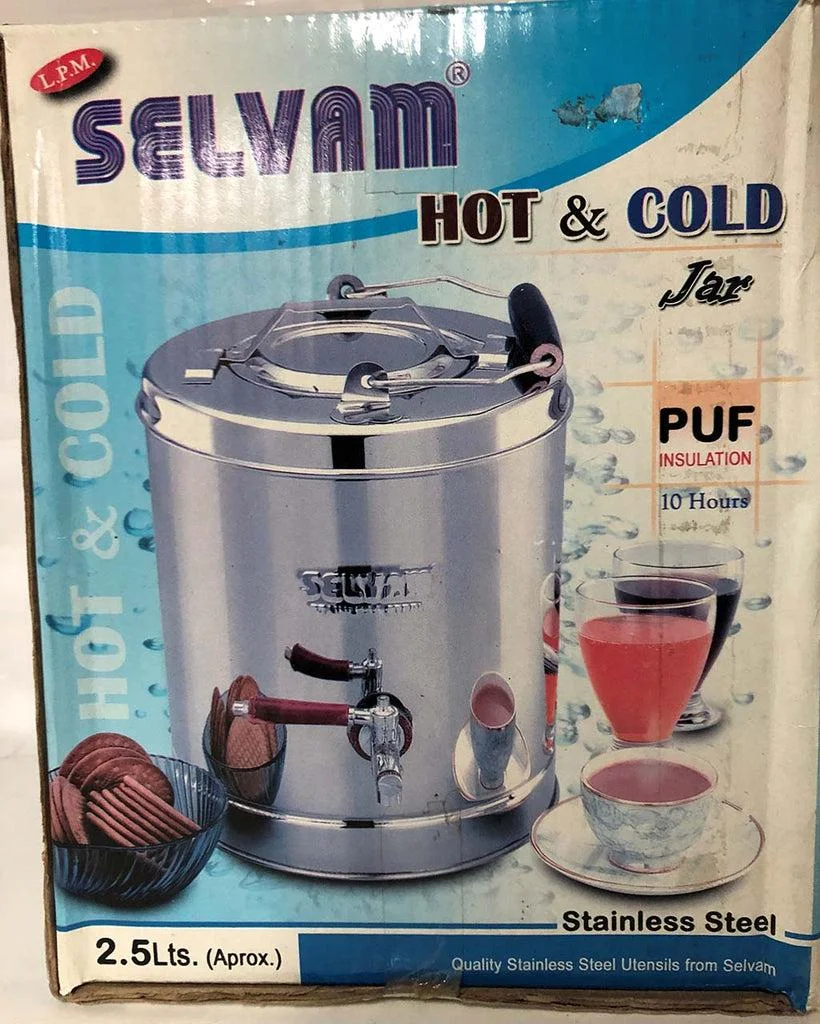 L.P.M.
SELVAM®
HOT & COLD
Jar
HOT & COLD
PUF
INSULATION
10 Hours
SELVAM
Stainless Steel
2.5Lts. (Aprox.)
Quality Stainless Steel Utensils from Selvam